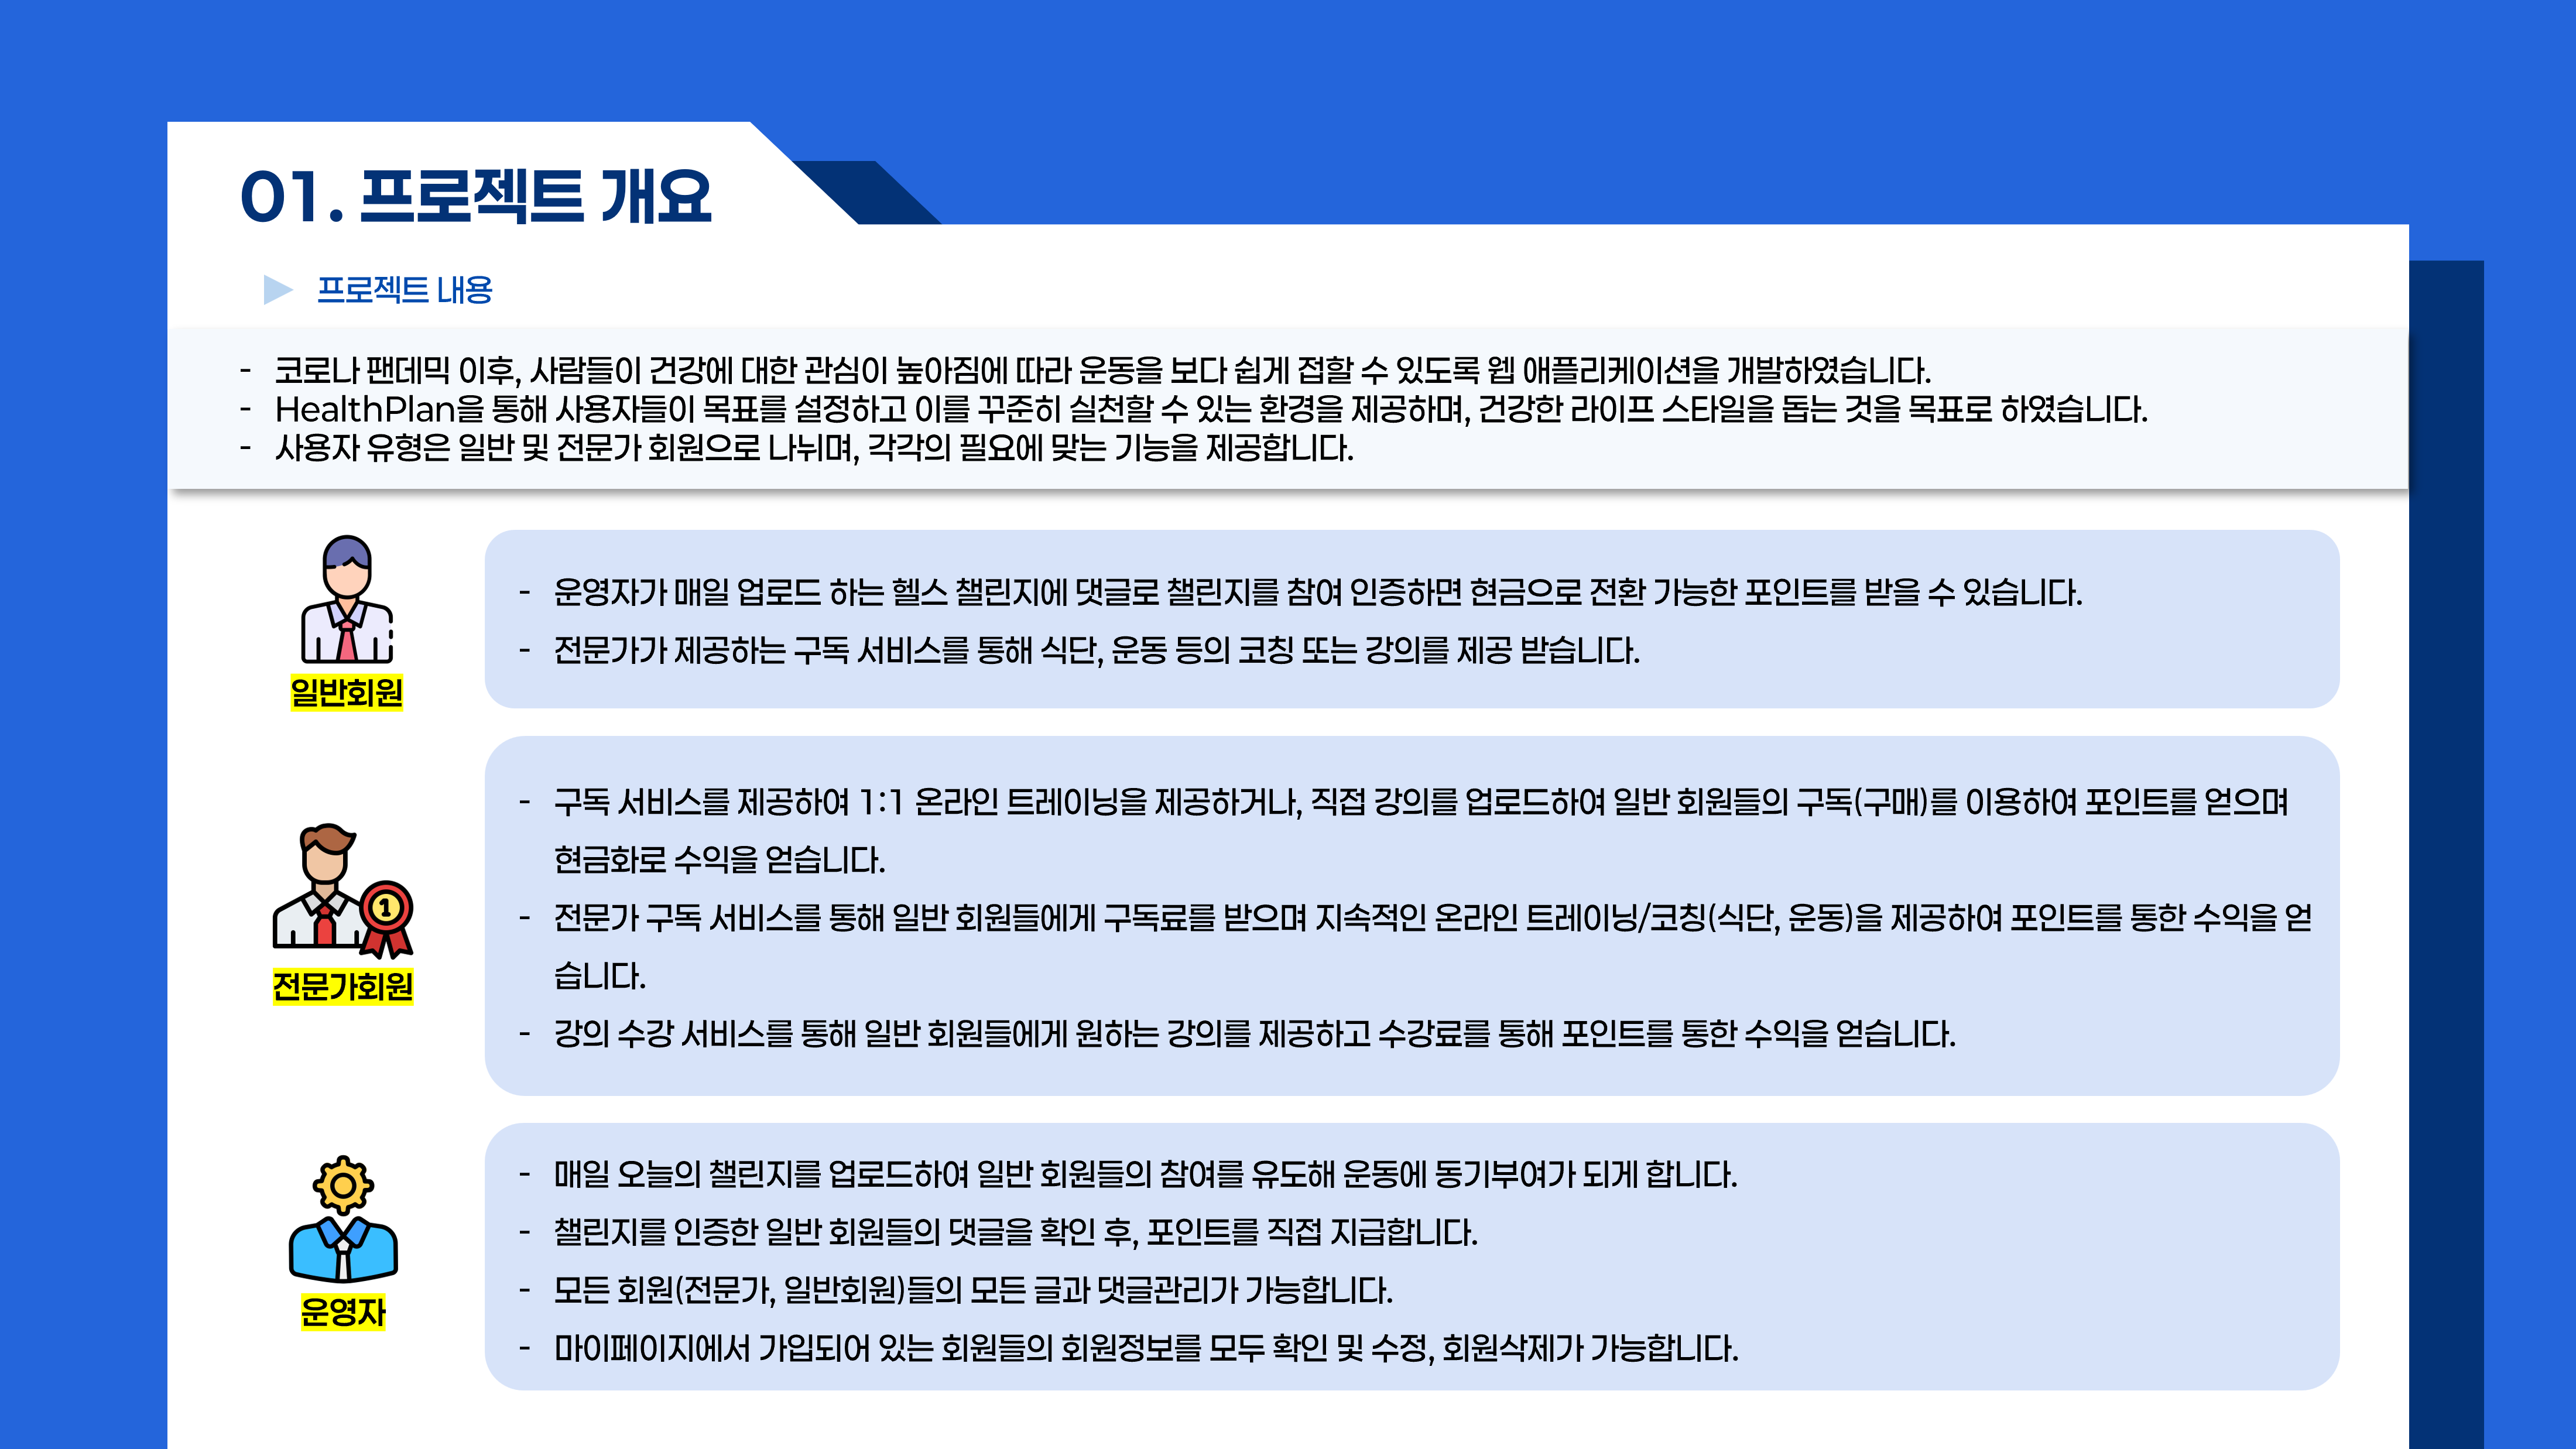 01. 프로젝트 개요
프로젝트 내용
- 코로나 팬데믹 이후, 사람들이 건강에 대한 관심이 높아짐에 따라 운동을 보다 쉽게 접할 수 있도록 웹 애플리케이션을 개발하였습니다.
- HealthPlan을 통해 사용자들이 목표를 설정하고 이를 꾸준히 실천할 수 있는 환경을 제공하며, 건강한 라이프 스타일을 돕는 것을 목표로 하였습니다.
- 사용자 유형은 일반 및 전문가 회원으로 나뉘며, 각각의 필요에 맞는 기능을 제공합니다.
일반회원
- 운영자가 매일 업로드 하는 헬스 챌린지에 댓글로 챌린지를 참여 인증하면 현금으로 전환 가능한 포인트를 받을 수 있습니다.
- 전문가가 제공하는 구독 서비스를 통해 식단, 운동 등의 코칭 또는 강의를 제공 받습니다.
1
전문가회원
- 구독 서비스를 제공하여 1:1 온라인 트레이닝을 제공하거나, 직접 강의를 업로드하여 일반 회원들의 구독(구매)를 이용하여 포인트를 얻으며
현금화로 수익을 얻습니다.
- 전문가 구독 서비스를 통해 일반 회원들에게 구독료를 받으며 지속적인 온라인 트레이닝/코칭(식단, 운동)을 제공하여 포인트를 통한 수익을 얻
습니다.
- 강의 수강 서비스를 통해 일반 회원들에게 원하는 강의를 제공하고 수강료를 통해 포인트를 통한 수익을 얻습니다.
운영자
- 매일 오늘의 챌린지를 업로드하여 일반 회원들의 참여를 유도해 운동에 동기부여가 되게 합니다.
- 챌린지를 인증한 일반 회원들의 댓글을 확인 후, 포인트를 직접 지급합니다.
- 모든 회원(전문가, 일반회원)들의 모든 글과 댓글관리가 가능합니다.
- 마이페이지에서 가입되어 있는 회원들의 회원정보를 모두 확인 및 수정, 회원삭제가 가능합니다.